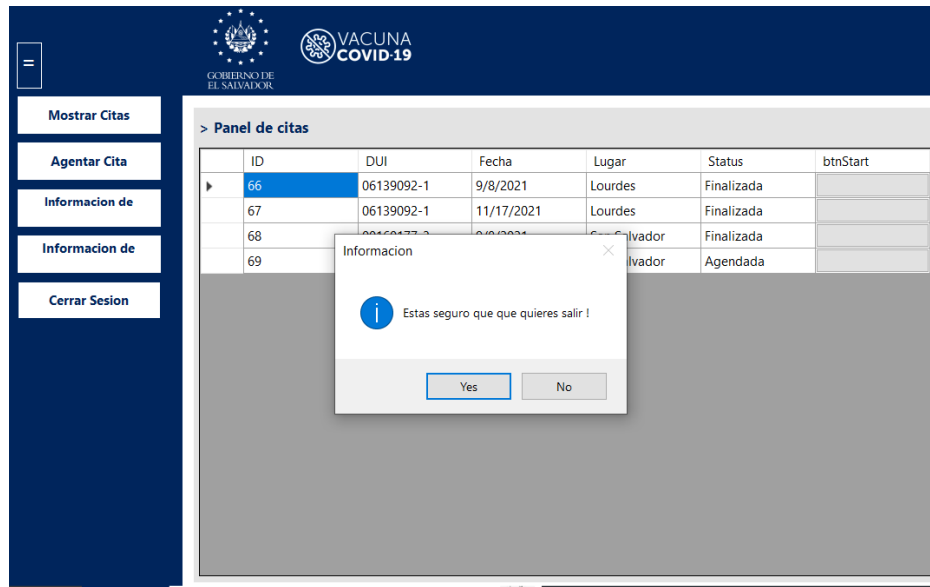 =
GOBIERNO DE
EL SALVADOR
VACUNA
COVID-19
Mostrar Citas
Agentar Cita
Informacion de
Informacion de
Cerrar Sesion
> Panel de citas
ID DUI Fecha Lugar Status btnStart
66 06139092-1 9/8/2021 Lourdes Finalizada
67 06139092-1 11/17/2021 Lourdes Finalizada
68 Finalizada
69 Agendada
Informacion
Estas seguro que que quieres salir !
Yes No